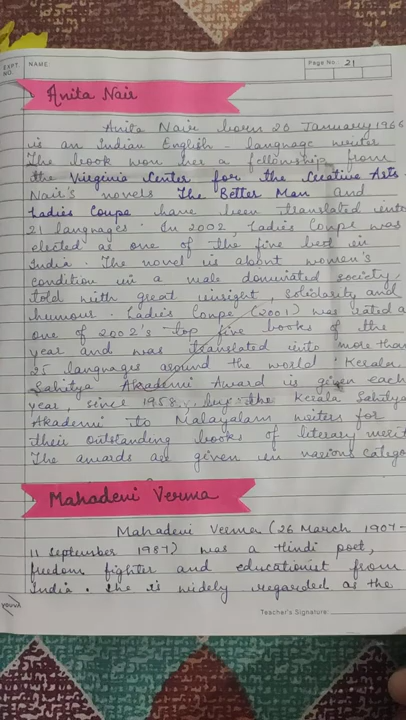 EXPT. NO.
NAME
Page No. 21
Anita Nair
Anita Nair born 26 January 1966
is an Indian English - language writer
The book won her a fellowship from
the Virginia Center for the Creative Arts.
Nair's novels The Better Man and
Ladies Coupe have been translated into
21 languages. In 2002, Ladies Coupe was
elected as one of the five best in
India. The novel is about women's
condition in a male dominated society,
told with great insight, solidarity and
humour. Ladies Coupe (2001) was rated a
one of 2002's top five books of the
year and was translated into more than
25 languages around the world. Kerala
Sahitya Akademi Award is given each
year, since 1958, by the Kerala Sahitya
Akademi to Malayalam writers for
their outstanding books of literary merit
The awards are given in various catego
Mahadevi Verma
Mahadevi Verma (26 March 1907-
11 September 1987) was a Hindi poet,
freedom fighter and educationist from
India. She is widely regarded as the
Teacher's Signature: